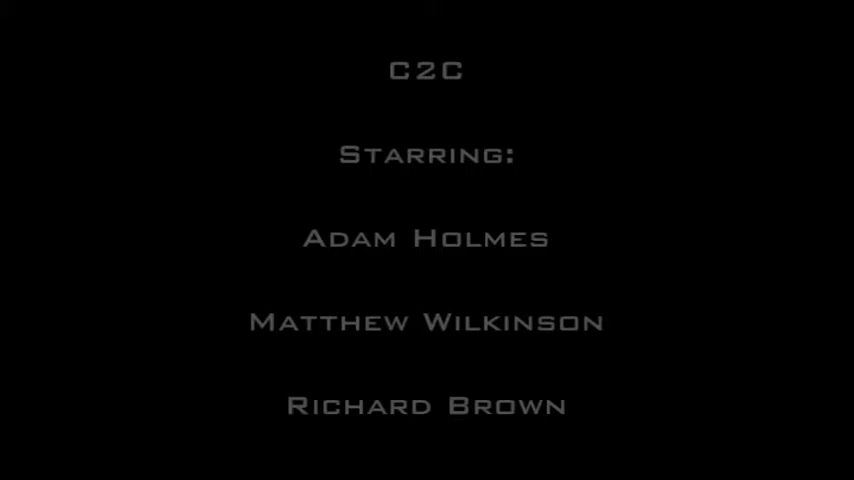 C2C
Starring:
Adam Holmes
Matthew Wilkinson
Richard Brown